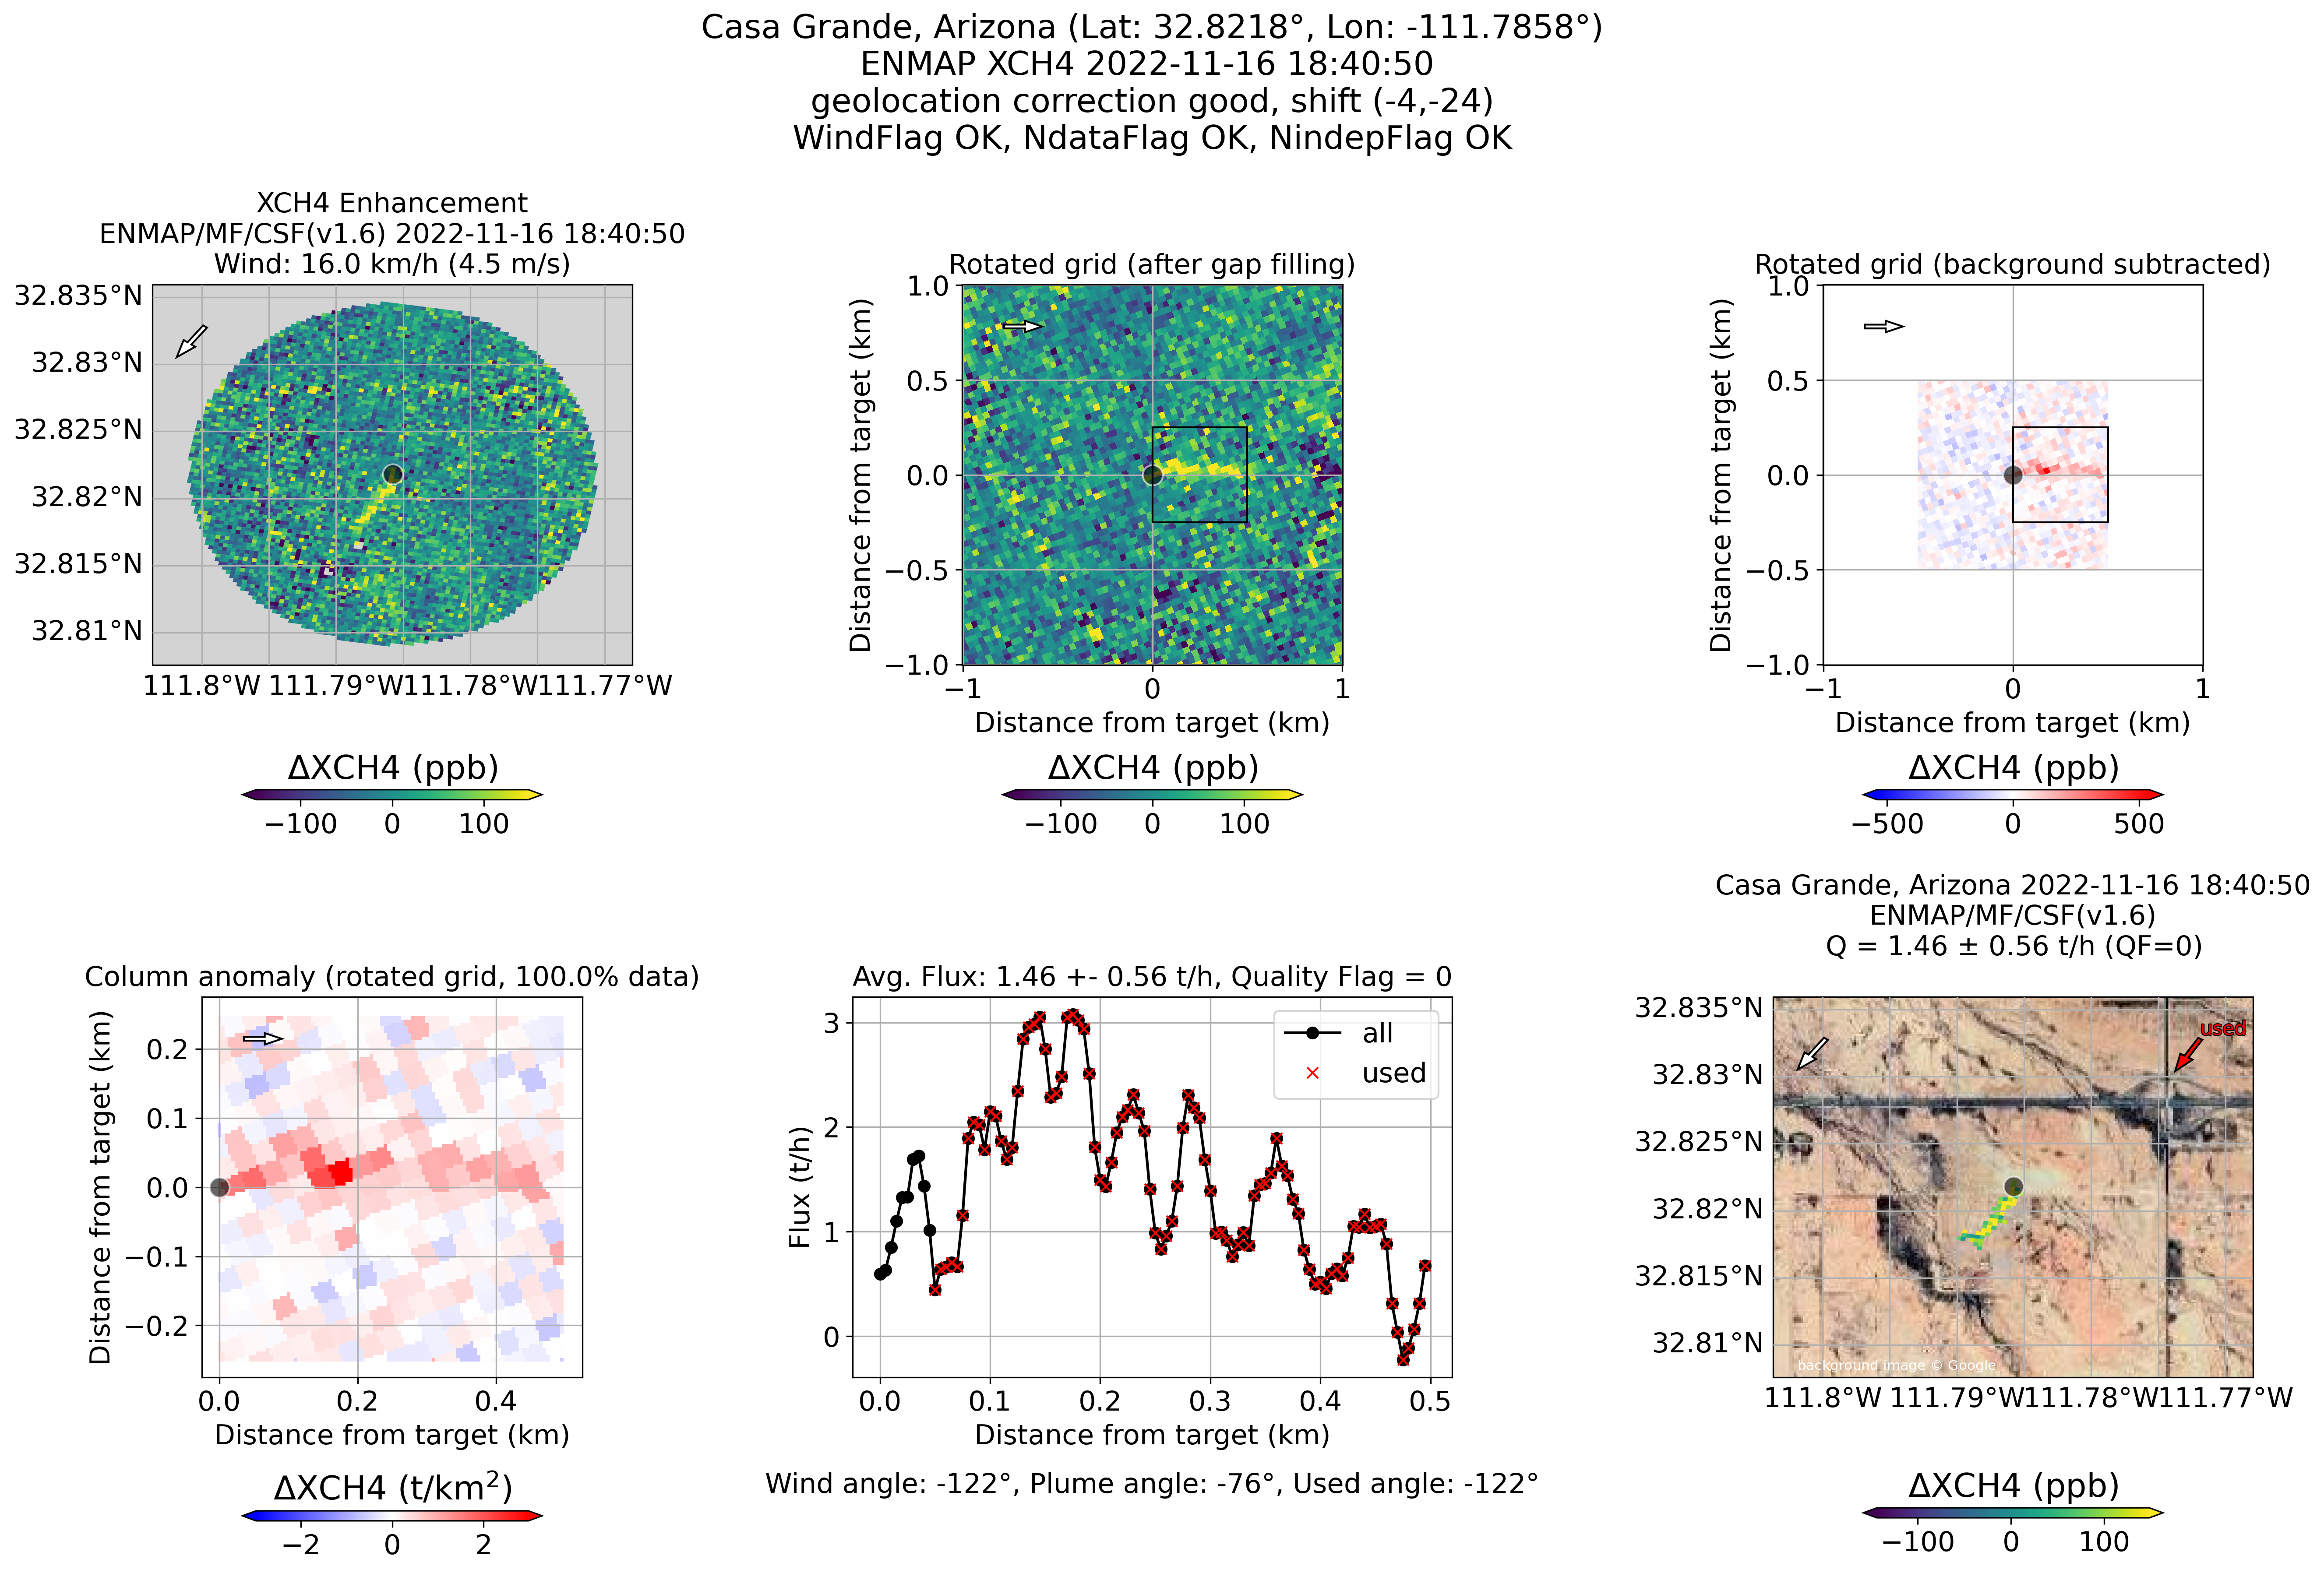 Casa Grande, Arizona (Lat: 32.8218°, Lon: -111.7858°)
ENMAP XCH4 2022-11-16 18:40:50
geolocation correction good, shift (-4,-24)
WindFlag OK, NdataFlag OK, NindepFlag OK
XCH4 Enhancement
ENMAP/MF/CSF(v1.6) 2022-11-16 18:40:50
Wind: 16.0 km/h (4.5 m/s)
32.835°N
32.83°N
32.825°N
32.82°N
32.815°N
32.81°N
111.8°W 111.79°W 111.78°W 111.77°W
ΔXCH4 (ppb)
−100 0 100
Rotated grid (after gap filling)
Distance from target (km)
1.0
0.5
0.0
−0.5
−1.0
−1 0 1
Distance from target (km)
ΔXCH4 (ppb)
−100 0 100
Rotated grid (background subtracted)
Distance from target (km)
1.0
0.5
0.0
−0.5
−1.0
−1 0 1
Distance from target (km)
ΔXCH4 (ppb)
−500 0 500
Column anomaly (rotated grid, 100.0% data)
Distance from target (km)
0.2
0.1
0.0
−0.1
−0.2
0.0 0.2 0.4
Distance from target (km)
ΔXCH4 (t/km²)
−2 0 2
Avg. Flux: 1.46 +- 0.56 t/h, Quality Flag = 0
all
used
Flux (t/h)
3
2
1
0
0.0 0.1 0.2 0.3 0.4 0.5
Distance from target (km)
Wind angle: -122°, Plume angle: -76°, Used angle: -122°
Casa Grande, Arizona 2022-11-16 18:40:50
ENMAP/MF/CSF(v1.6)
Q = 1.46 ± 0.56 t/h (QF=0)
used
32.835°N
32.83°N
32.825°N
32.82°N
32.815°N
32.81°N
background image © Google
111.8°W 111.79°W 111.78°W 111.77°W
ΔXCH4 (ppb)
−100 0 100